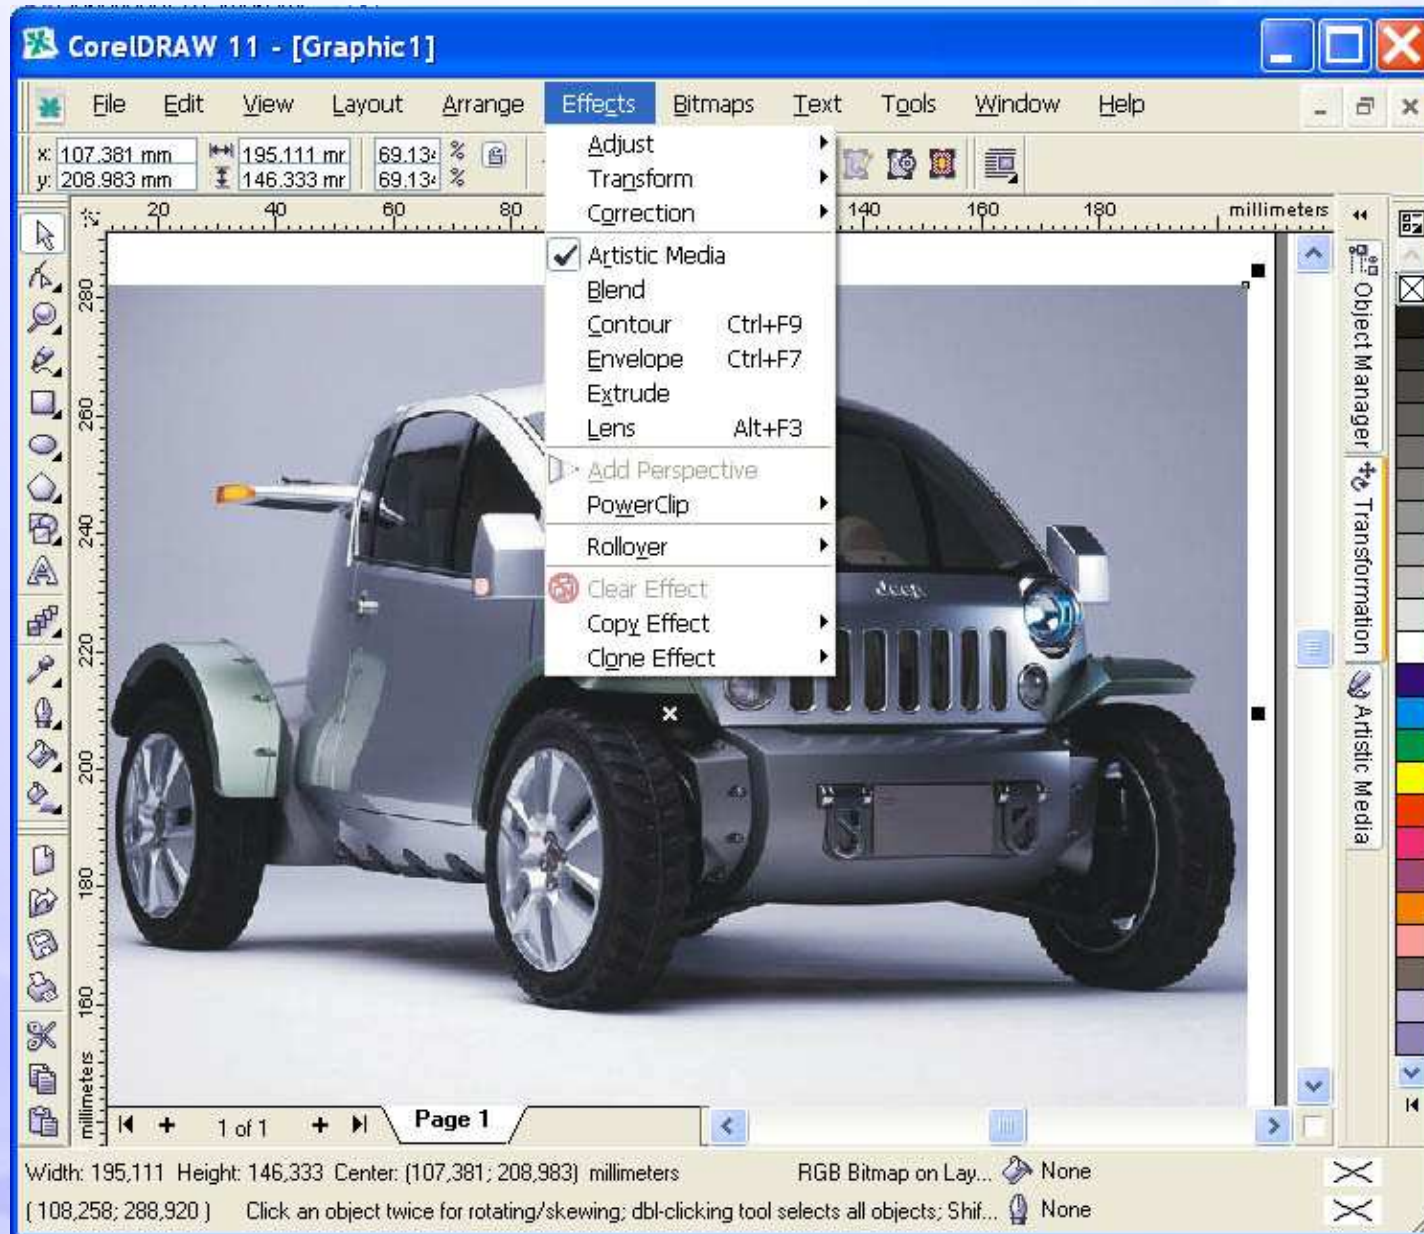 CorelDRAW 11 - [Graphic1]
File Edit View Layout Arrange Effects Bitmaps Text Tools Window Help
x: 107.381 mm 195.111 mr 69.134 %
y: 208.983 mm 146.333 mr 69.134 %
20 40 60 80 140 160 180 millimeters
Adjust
Transform
Correction
Artistic Media
Blend
Contour Ctrl+F9
Envelope Ctrl+F7
Extrude
Lens Alt+F3
Add Perspective
PowerClip
Rollover
Clear Effect
Copy Effect
Clone Effect
280
260
240
220
200
180
160
millimeters
Jeep
Object Manager
Transformation
Artistic Media
1 of 1 Page 1
Width: 195,111 Height: 146,333 Center: (107,381; 208,983) millimeters RGB Bitmap on Lay... None
( 108,258; 288,920 ) Click an object twice for rotating/skewing; dbl-clicking tool selects all objects; Shif... None